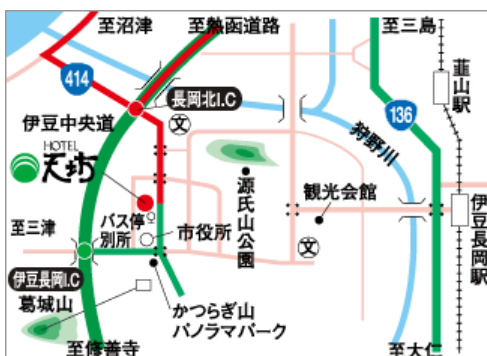 至沼津
至熱函道路
至三島
414
長岡北I.C
文
韮山駅
136
伊豆中央道
HOTEL
天坊
狩野川
源氏山公園
観光会館
バス停
別所
市役所
伊豆長岡駅
至三津
文
伊豆長岡I.C
葛城山
かつらぎ山
パノラマパーク
至修善寺
至大仁